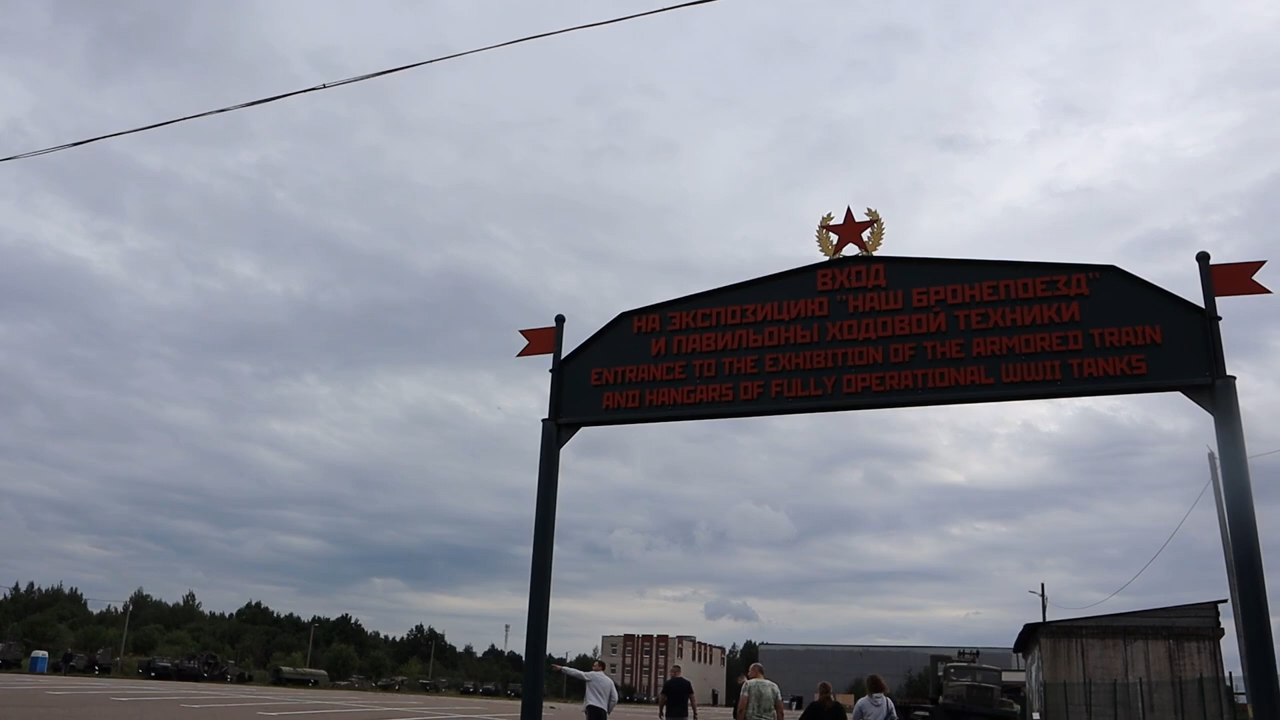 ВХОД
НА ЭКСПОЗИЦИЮ "НАШ БРОНЕПОЕЗД"
И ПАВИЛЬОНЫ ХОДОВОЙ ТЕХНИКИ
ENTRANCE TO THE EXHIBITION OF THE ARMORED TRAIN
AND HANGARS OF FULLY OPERATIONAL WWII TANKS